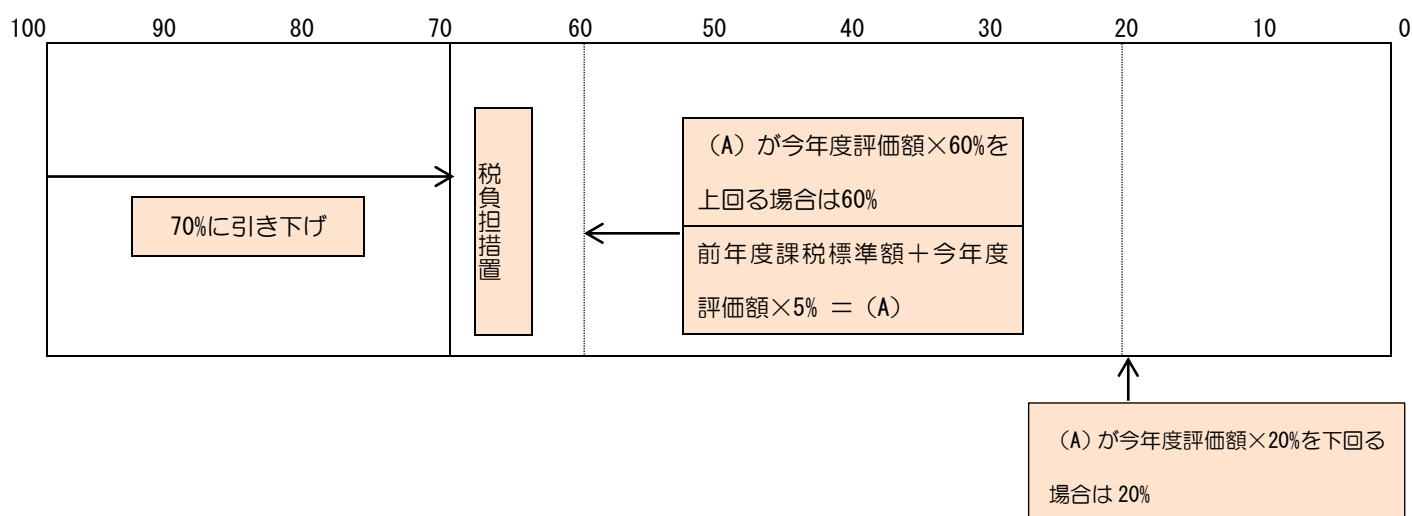 100 90 80 70 60 50 40 30 20 10 0
70%に引き下げ
税負担措置
（A）が今年度評価額×60%を
上回る場合は60%
前年度課税標準額＋今年度
評価額×5% ＝（A）
（A）が今年度評価額×20%を下回る
場合は 20%